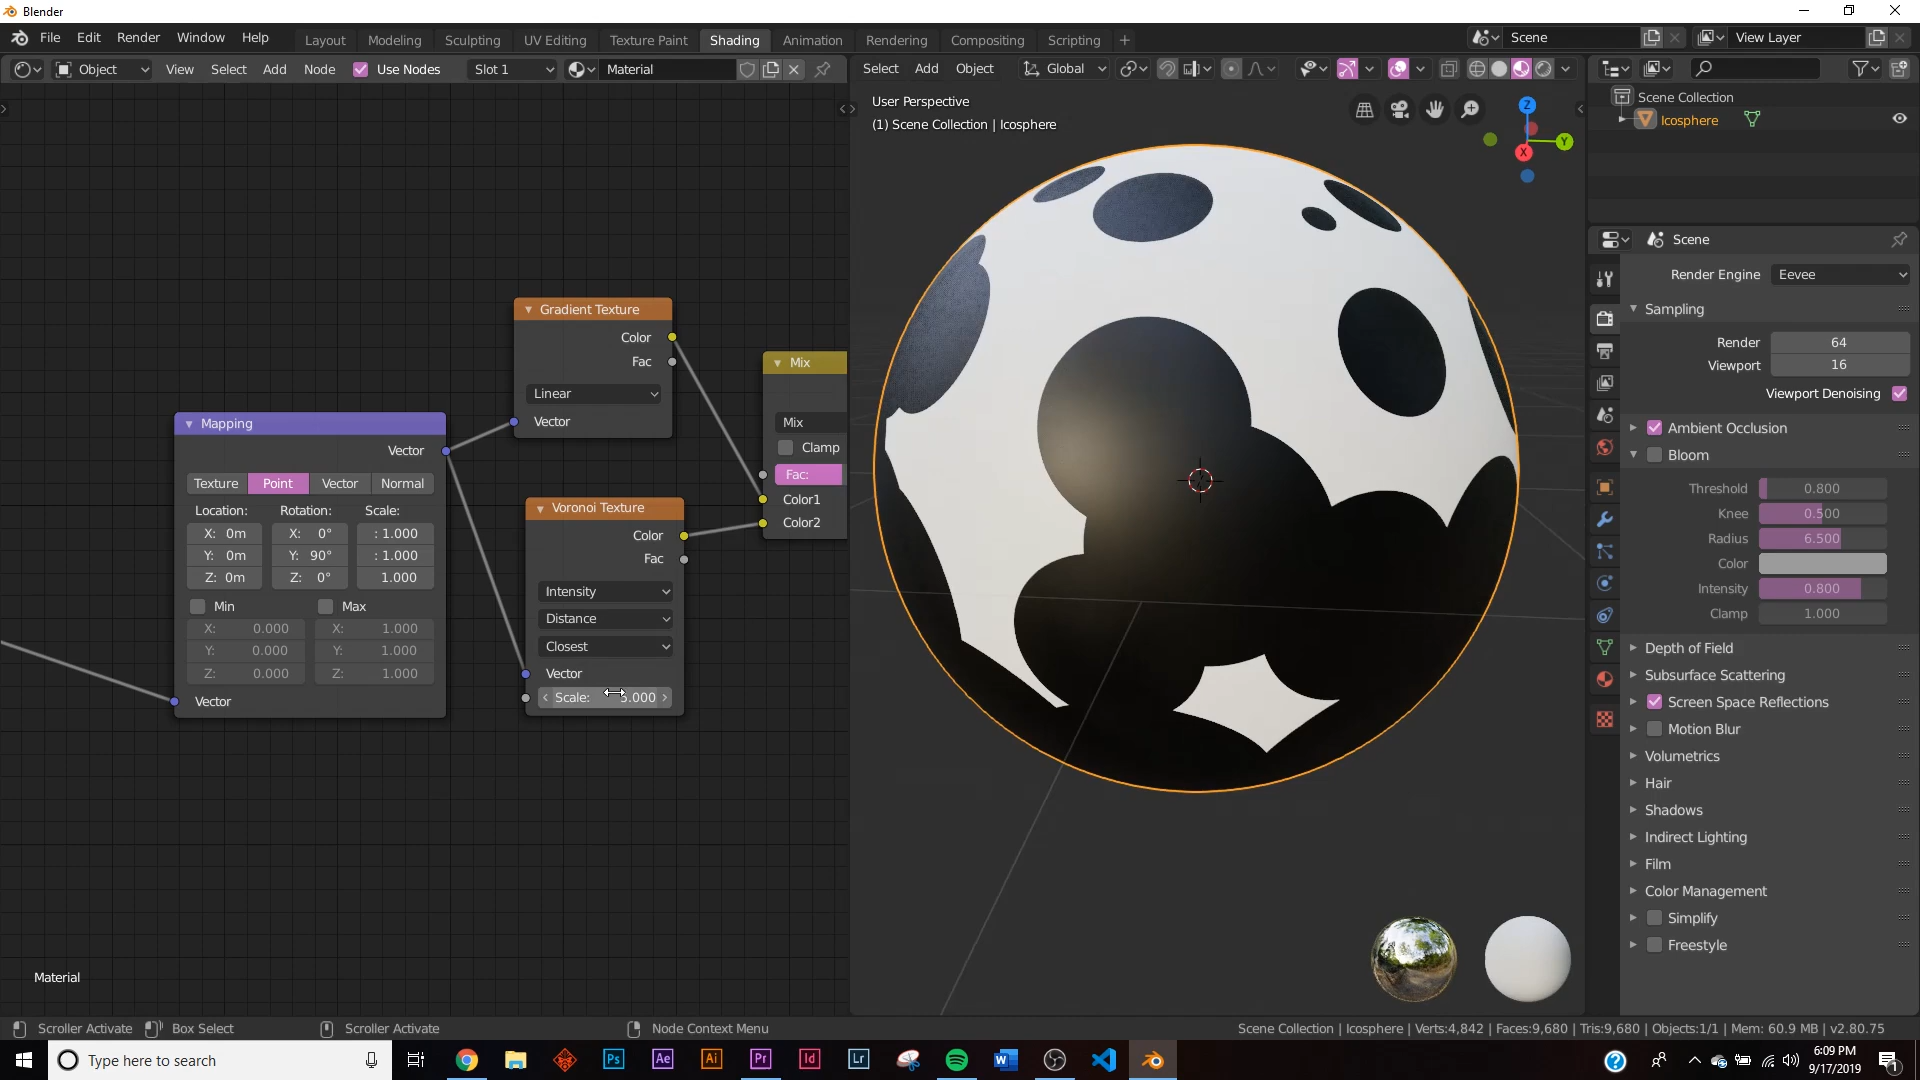 Blender
File Edit Render Window Help Layout Modeling Sculpting UV Editing Texture Paint Shading Animation Rendering Compositing Scripting + Scene View Layer
Object View Select Add Node Use Nodes Slot 1 Material
Select Add Object Global
User Perspective
(1) Scene Collection | Icosphere
Z
Y
X
Scene Collection
Icosphere
Scene
Render Engine Eevee
Sampling
Render 64
Viewport 16
Viewport Denoising
Ambient Occlusion
Bloom
Threshold 0.800
Knee 0.500
Radius 6.500
Color
Intensity 0.800
Clamp 1.000
Depth of Field
Subsurface Scattering
Screen Space Reflections
Motion Blur
Volumetrics
Hair
Shadows
Indirect Lighting
Film
Color Management
Simplify
Freestyle
Gradient Texture
Color
Fac
Linear
Vector
Mix
Mix
Clamp
Fac:
Color1
Color2
Mapping
Vector
Texture Point Vector Normal
Location: Rotation: Scale:
X: 0m X: 0° : 1.000
Y: 0m Y: 90° : 1.000
Z: 0m Z: 0° 1.000
Min Max
X: 0.000 X: 1.000
Y: 0.000 Y: 1.000
Z: 0.000 Z: 1.000
Vector
Voronoi Texture
Color
Fac
Intensity
Distance
Closest
Vector
Scale: 5.000
Material
Scroller Activate Box Select Scroller Activate Node Context Menu
Scene Collection | Icosphere | Verts:4,842 | Faces:9,680 | Tris:9,680 | Objects:1/1 | Mem: 60.9 MB | v2.80.75
Type here to search
Ps Ae Ai Pr Id Lr
6:09 PM
9/17/2019
1